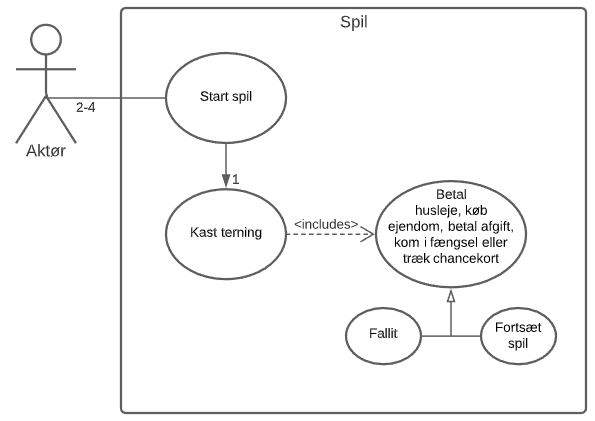 Spil
Start spil
2-4
Aktør
1
Kast terning
<includes>
Betal
husleje, køb
ejendom, betal afgift,
kom i fængsel eller
træk chancekort
Fallit
Fortsæt
spil